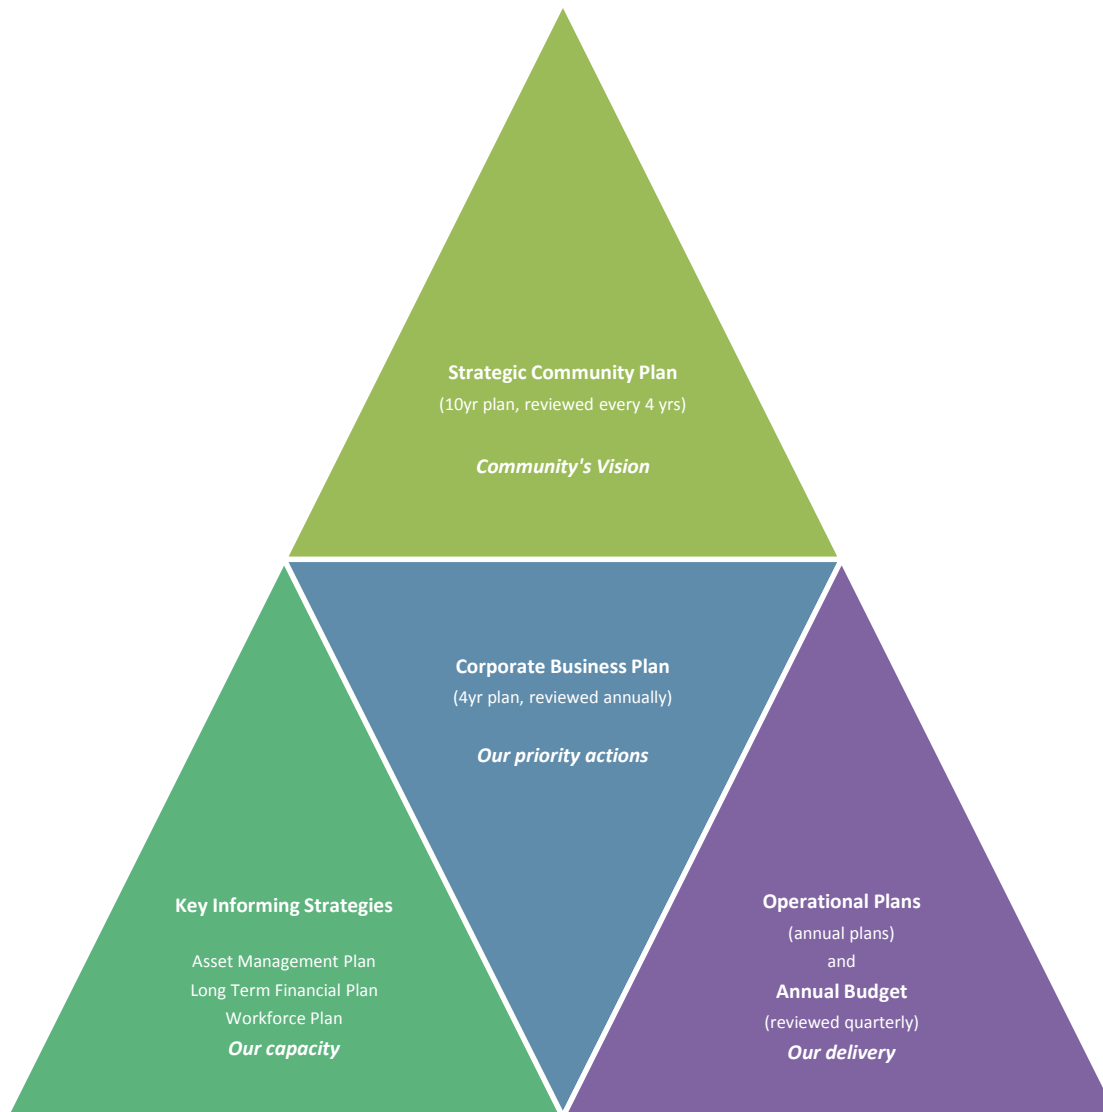 Strategic Community Plan
(10yr plan, reviewed every 4 yrs)
Community's Vision
Corporate Business Plan
(4yr plan, reviewed annually)
Our priority actions
Key Informing Strategies
Asset Management Plan
Long Term Financial Plan
Workforce Plan
Our capacity
Operational Plans
(annual plans)
and
Annual Budget
(reviewed quarterly)
Our delivery